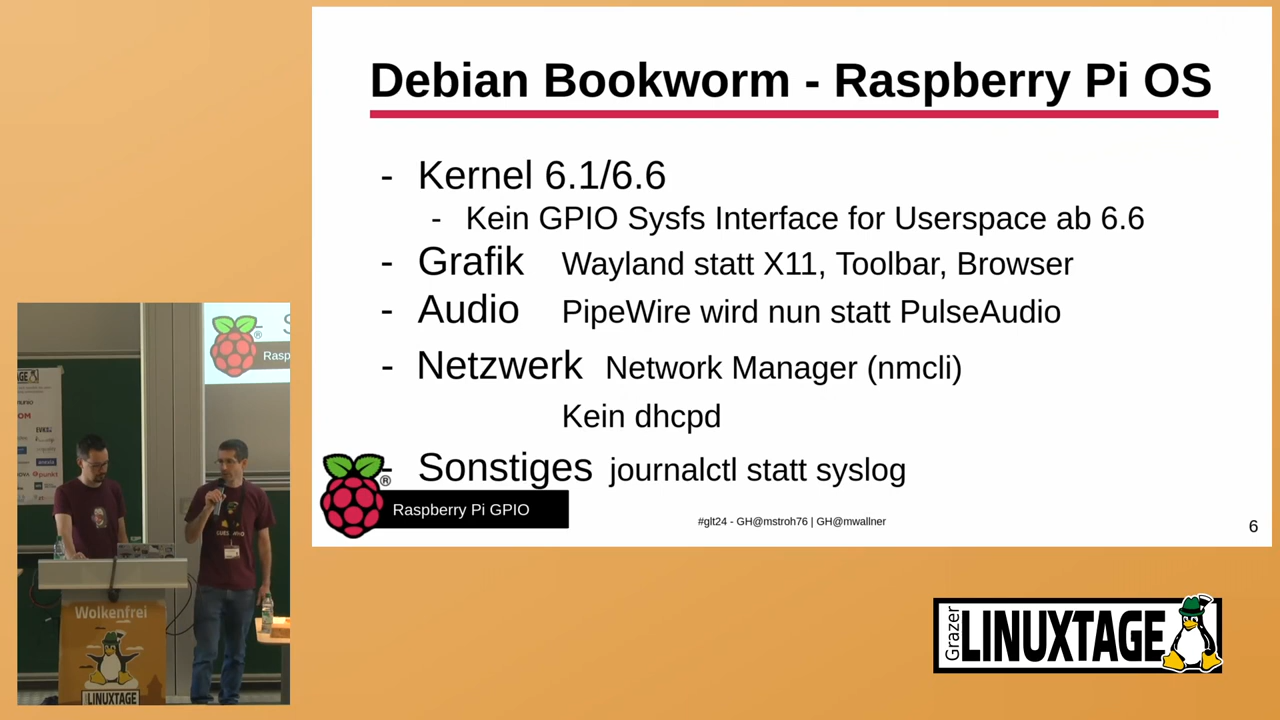 Debian Bookworm - Raspberry Pi OS
- Kernel 6.1/6.6
- Kein GPIO Sysfs Interface for Userspace ab 6.6
- Grafik Wayland statt X11, Toolbar, Browser
- Audio PipeWire wird nun statt PulseAudio
- Netzwerk Network Manager (nmcli)
Kein dhcpd
- Sonstiges journalctl statt syslog
Raspberry Pi GPIO
#glt24 - GH@mstroh76 | GH@mwallner
6
S
Rasp
Wolkenfrei
LINUXTAGE
Grazer
LINUXTAGE